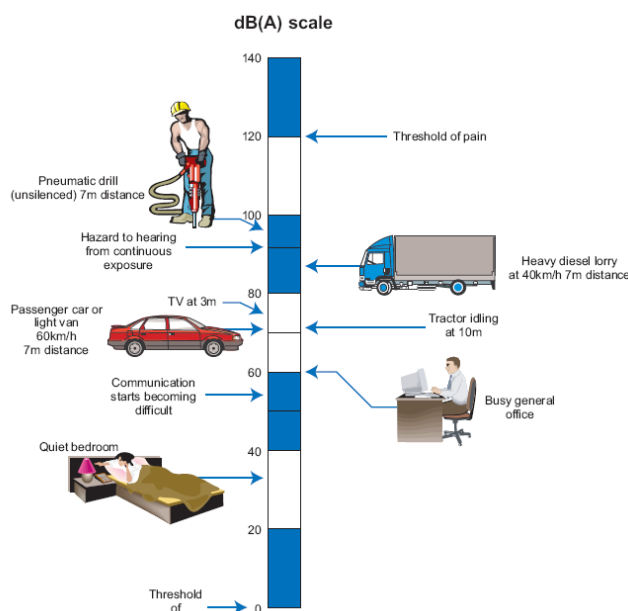 dB(A) scale
140
120
Threshold of pain
Pneumatic drill
(unsilenced) 7m distance
100
Hazard to hearing
from continuous
exposure
Heavy diesel lorry
at 40km/h 7m distance
80
TV at 3m
Passenger car or
light van
60km/h
7m distance
Tractor idling
at 10m
60
Communication
starts becoming
difficult
Busy general
office
Quiet bedroom
40
20
Threshold
of
0